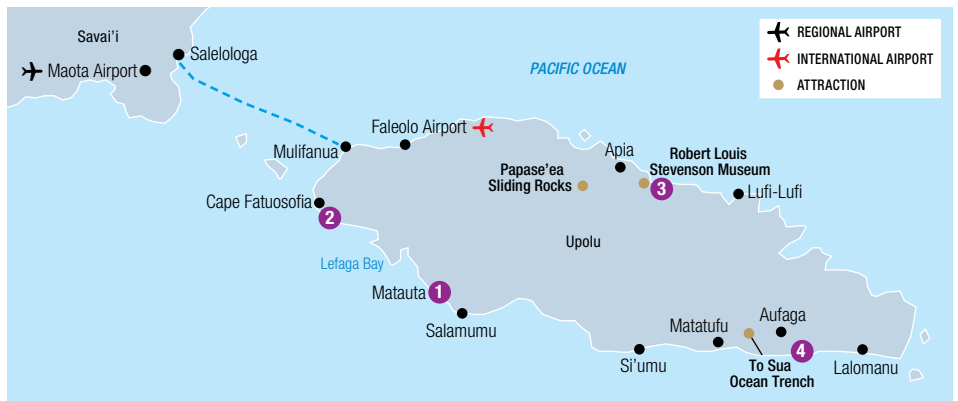 Savai'i
Salelologa
Maota Airport
PACIFIC OCEAN
REGIONAL AIRPORT
INTERNATIONAL AIRPORT
ATTRACTION
Faleolo Airport
Mulifanua
Apia
Robert Louis
Stevenson Museum
Papase'ea
Sliding Rocks
3
Lufi-Lufi
Cape Fatuosofia
2
Upolu
Lefaga Bay
Matauta
1
Salamumu
Matatufu
Aufaga
Si'umu
4
To Sua
Ocean Trench
Lalomanu